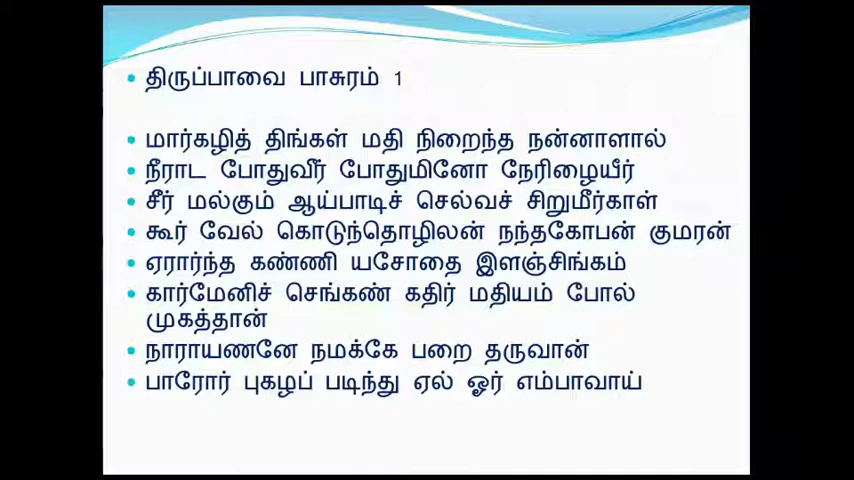 திருப்பாவை பாசுரம் 1
மார்கழித் திங்கள் மதி நிறைந்த நன்னாளால்
நீராட போதுவீர் போதுமினோ நேரிழையீர்
சீர் மல்கும் ஆய்பாடிச் செல்வச் சிறுமீர்காள்
கூர் வேல் கொடுந்தொழிலன் நந்தகோபன் குமரன்
ஏரார்ந்த கண்ணி யசோதை இளஞ்சிங்கம்
கார்மேனிச் செங்கண் கதிர் மதியம் போல்
முகத்தான்
நாராயணனே நமக்கே பறை தருவான்
பாரோர் புகழப் படிந்து ஏல் ஓர் எம்பாவாய்